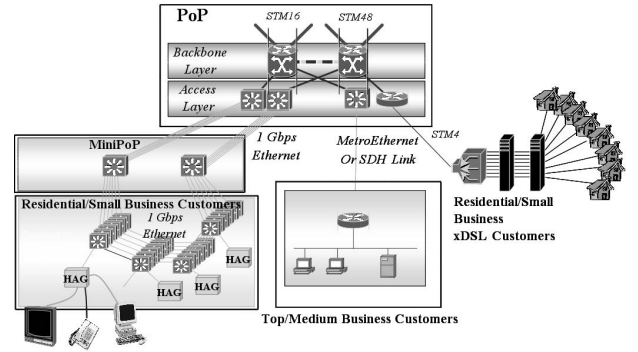 PoP
STM16
STM48
Backbone
Layer
Access
Layer
1 Gbps
Ethernet
MetroEthernet
Or SDH Link
STM4
MiniPoP
Residential/Small Business Customers
1 Gbps
Ethernet
HAG
HAG
HAG
HAG
Residential/Small
Business
xDSL Customers
Top/Medium Business Customers